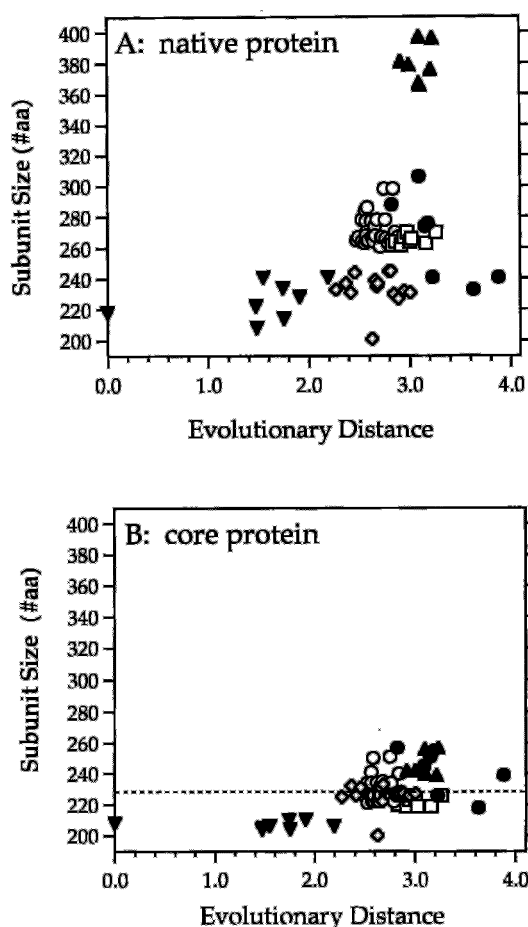 A: native protein
400
380
360
340
320
300
280
260
240
220
200
Subunit Size (#aa)
0.0 1.0 2.0 3.0 4.0
Evolutionary Distance
B: core protein
400
380
360
340
320
300
280
260
240
220
200
Subunit Size (#aa)
0.0 1.0 2.0 3.0 4.0
Evolutionary Distance